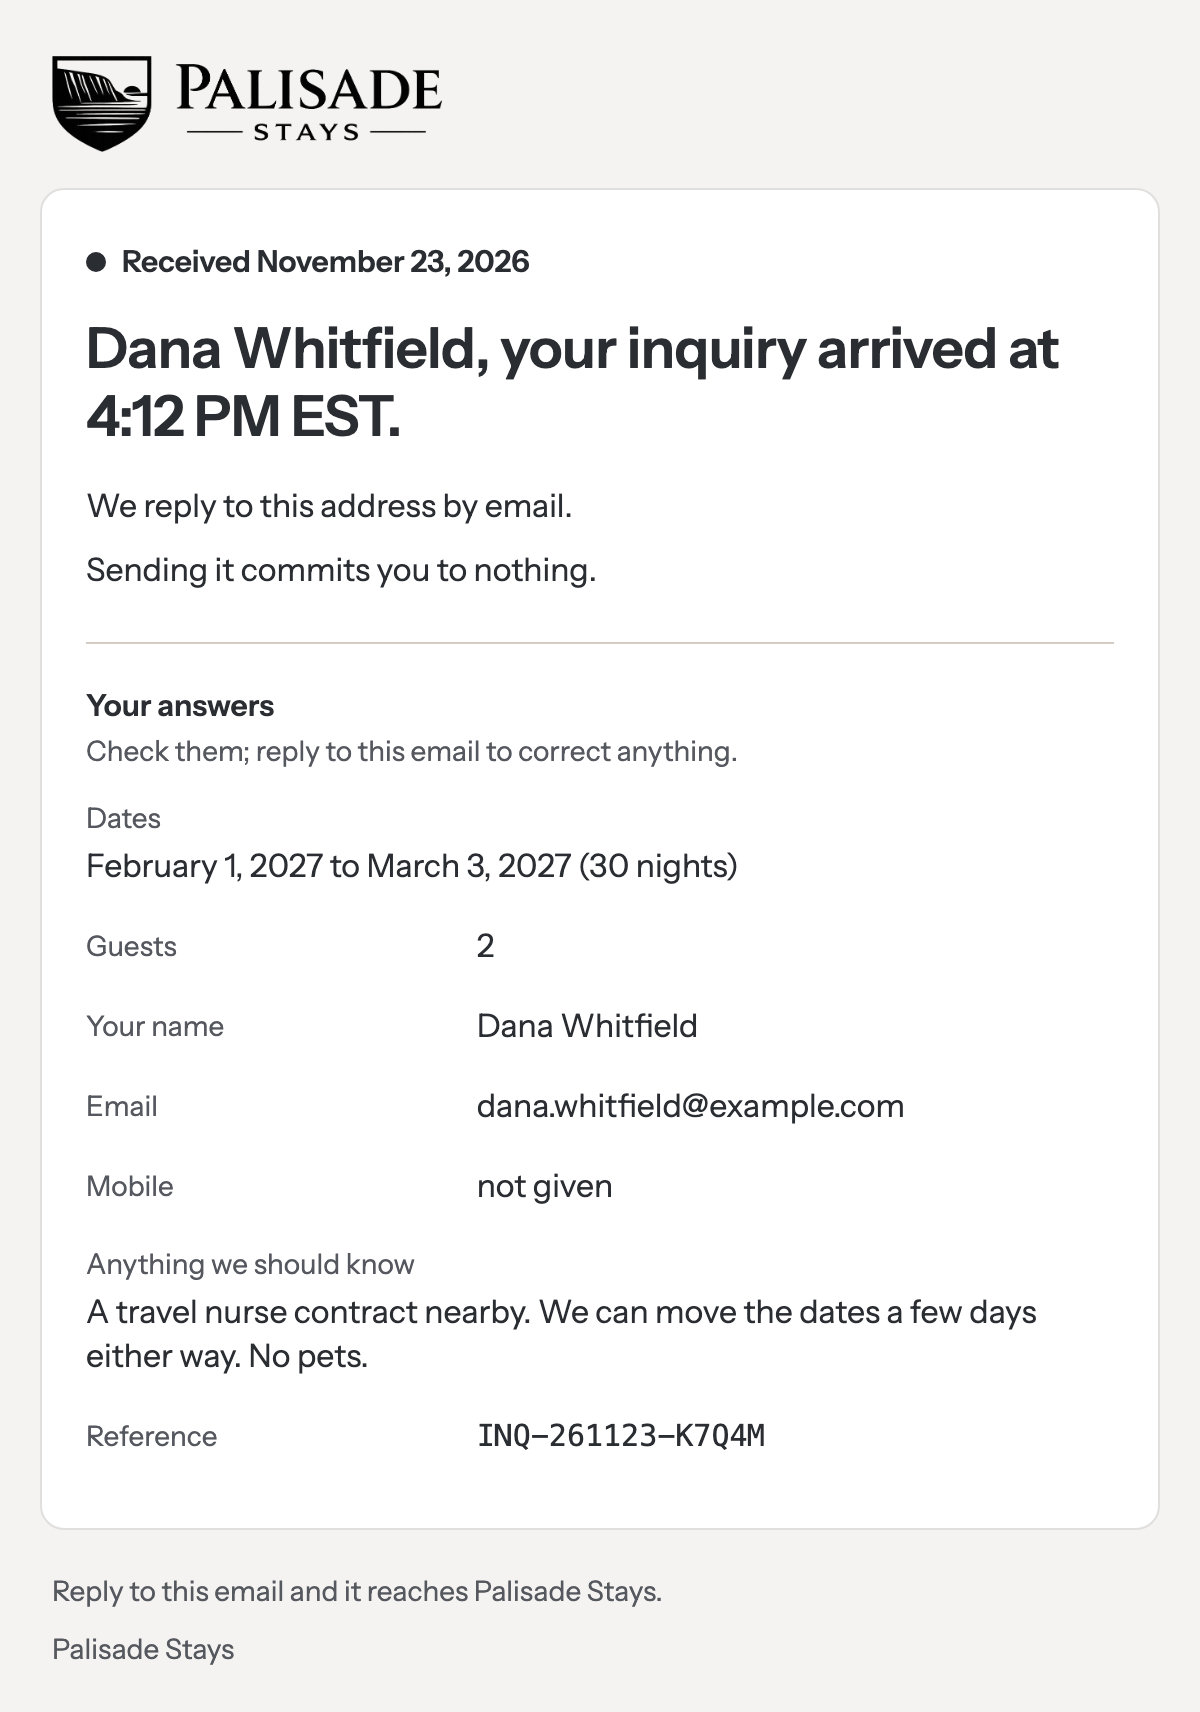 PALISADE
STAYS
Received November 23, 2026
Dana Whitfield, your inquiry arrived at
4:12 PM EST.
We reply to this address by email.
Sending it commits you to nothing.
Your answers
Check them; reply to this email to correct anything.
Dates
February 1, 2027 to March 3, 2027 (30 nights)
Guests 2
Your name Dana Whitfield
Email dana.whitfield@example.com
Mobile not given
Anything we should know
A travel nurse contract nearby. We can move the dates a few days
either way. No pets.
Reference INQ-261123-K7Q4M
Reply to this email and it reaches Palisade Stays.
Palisade Stays